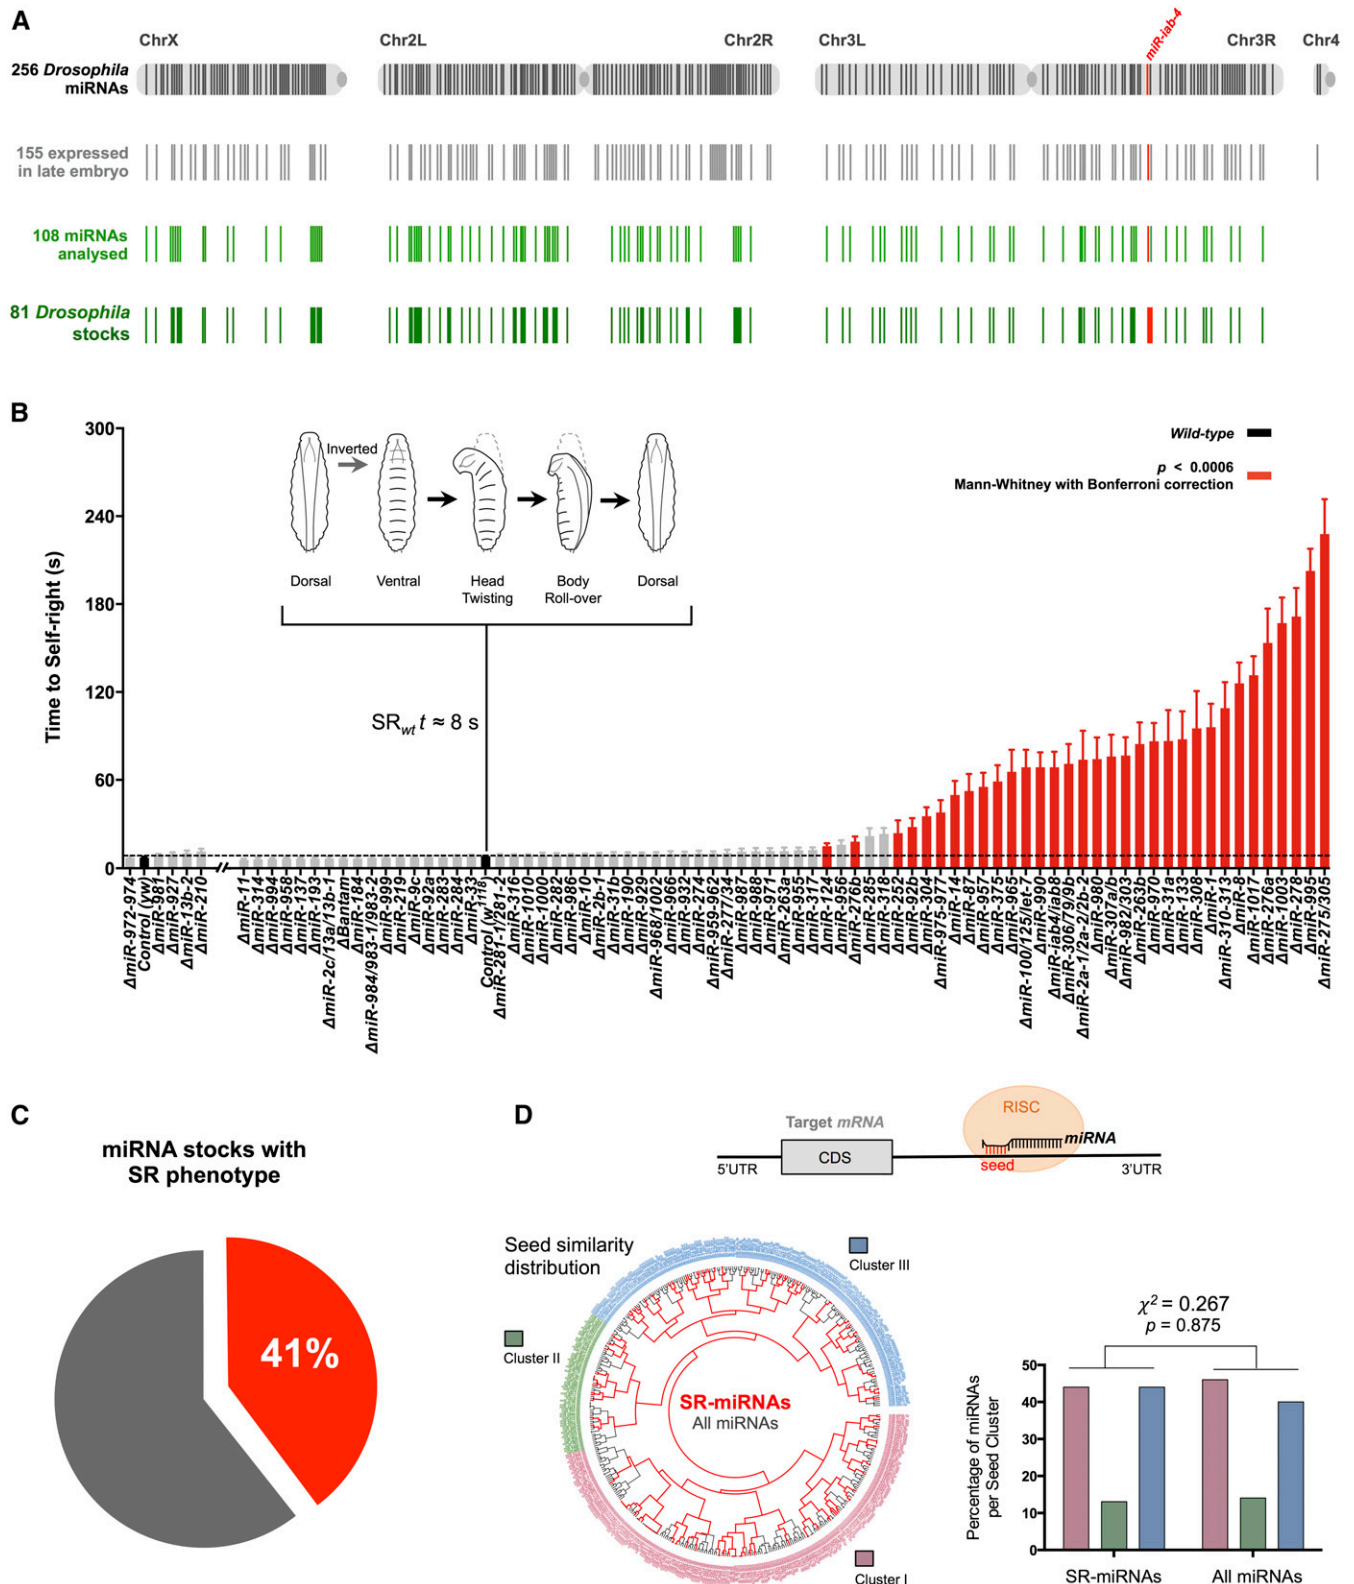 A
ChrX
Chr2L
Chr2R
Chr3L
miR-iab-4
Chr3R
Chr4
256 Drosophila
miRNAs
155 expressed
in late embryo
108 miRNAs
analysed
81 Drosophila
stocks
B
Time to Self-right (s)
300
240
180
120
60
0
Inverted
Dorsal
Ventral
Head
Twisting
Body
Roll-over
Dorsal
SRwt t ≈ 8 s
Wild-type
p < 0.0006
Mann-Whitney with Bonferroni correction
ΔmiR-972-974
Control (yw)
ΔmiR-981
ΔmiR-927
ΔmiR-13b-2
ΔmiR-210
ΔmiR-11
ΔmiR-314
ΔmiR-994
ΔmiR-958
ΔmiR-137
ΔmiR-193
ΔmiR-2c/13a/13b-1
ΔBantam
ΔmiR-184
ΔmiR-984/983-1/983-2
ΔmiR-999
ΔmiR-219
ΔmiR-9c
ΔmiR-92a
ΔmiR-283
ΔmiR-284
ΔmiR-33
Control (w1118)
ΔmiR-281-1/281-2
ΔmiR-316
ΔmiR-1010
ΔmiR-1000
ΔmiR-282
ΔmiR-986
ΔmiR-10
ΔmiR-2b-1
ΔmiR-31b
ΔmiR-190
ΔmiR-929
ΔmiR-968/1002
ΔmiR-966
ΔmiR-932
ΔmiR-274
ΔmiR-959-962
ΔmiR-277/34
ΔmiR-987
ΔmiR-988
ΔmiR-971
ΔmiR-263a
ΔmiR-955
ΔmiR-317
ΔmiR-124
ΔmiR-956
ΔmiR-276b
ΔmiR-285
ΔmiR-318
ΔmiR-252
ΔmiR-92b
ΔmiR-304
ΔmiR-975-977
ΔmiR-14
ΔmiR-87
ΔmiR-957
ΔmiR-375
ΔmiR-965
ΔmiR-100/125/let-7
ΔmiR-990
ΔmiR-iab4/iab8
ΔmiR-306/79/9b
ΔmiR-2a-1/2a-2/2b-2
ΔmiR-980
ΔmiR-301a/b
ΔmiR-982/303
ΔmiR-263b
ΔmiR-970
ΔmiR-31a
ΔmiR-133
ΔmiR-308
ΔmiR-1
ΔmiR-310-313
ΔmiR-8
ΔmiR-1017
ΔmiR-276a
ΔmiR-1003
ΔmiR-278
ΔmiR-995
ΔmiR-275/305
C
miRNA stocks with
SR phenotype
41%
D
Target mRNA
RISC
miRNA
CDS
seed
5'UTR
3'UTR
Seed similarity
distribution
Cluster III
Cluster II
SR-miRNAs
All miRNAs
Cluster I
χ² = 0.267
p = 0.875
Percentage of miRNAs
per Seed Cluster
50
40
30
20
10
0
SR-miRNAs
All miRNAs